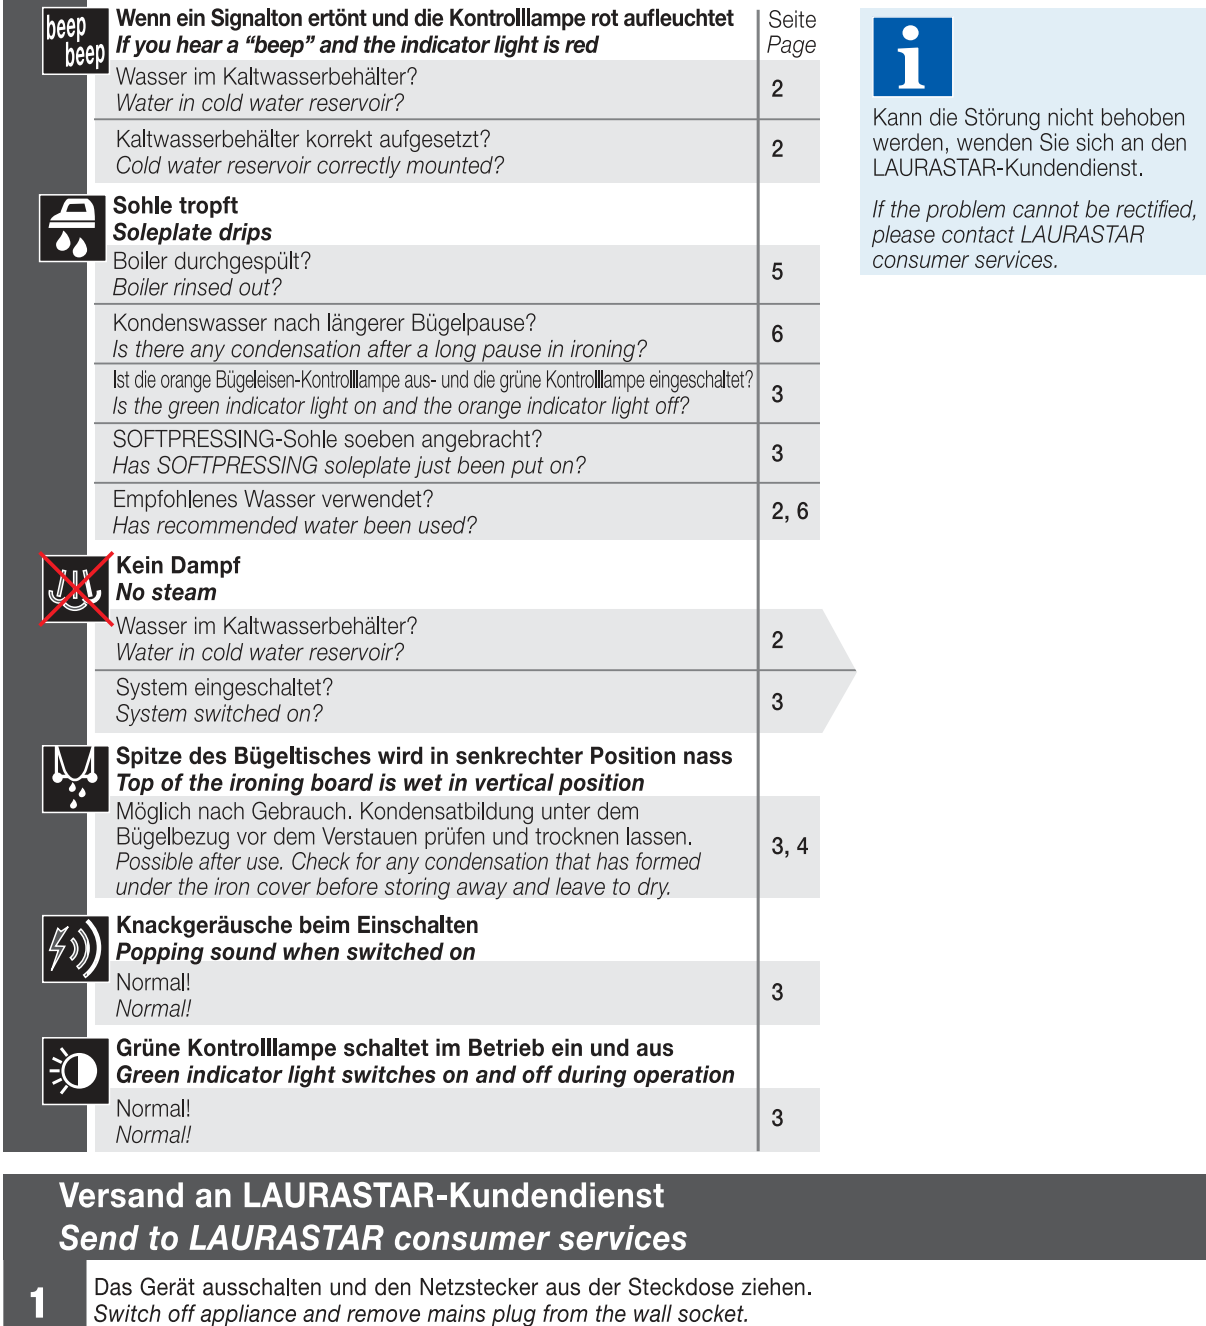 beep
beep
Wenn ein Signalton ertönt und die Kontrolllampe rot aufleuchtet
If you hear a “beep” and the indicator light is red
Seite
Page
Wasser im Kaltwasserbehälter?
Water in cold water reservoir?
2
Kaltwasserbehälter korrekt aufgesetzt?
Cold water reservoir correctly mounted?
2
Sohle tropft
Soleplate drips
Boiler durchgespült?
Boiler rinsed out?
5
Kondenswasser nach längerer Bügelpause?
Is there any condensation after a long pause in ironing?
6
Ist die orange Bügeleisen-Kontrolllampe aus- und die grüne Kontrolllampe eingeschaltet?
Is the green indicator light on and the orange indicator light off?
3
SOFTPRESSING-Sohle soeben angebracht?
Has SOFTPRESSING soleplate just been put on?
3
Empfohlenes Wasser verwendet?
Has recommended water been used?
2, 6
Kein Dampf
No steam
Wasser im Kaltwasserbehälter?
Water in cold water reservoir?
2
System eingeschaltet?
System switched on?
3
Spitze des Bügeltisches wird in senkrechter Position nass
Top of the ironing board is wet in vertical position
Möglich nach Gebrauch. Kondensatbildung unter dem
Bügelbezug vor dem Verstauen prüfen und trocknen lassen.
Possible after use. Check for any condensation that has formed
under the iron cover before storing away and leave to dry.
3, 4
Knackgeräusche beim Einschalten
Popping sound when switched on
Normal!
Normal!
3
Grüne Kontrolllampe schaltet im Betrieb ein und aus
Green indicator light switches on and off during operation
Normal!
Normal!
3
i
Kann die Störung nicht behoben
werden, wenden Sie sich an den
LAURASTAR-Kundendienst.
If the problem cannot be rectified,
please contact LAURASTAR
consumer services.
Versand an LAURASTAR-Kundendienst
Send to LAURASTAR consumer services
1
Das Gerät ausschalten und den Netzstecker aus der Steckdose ziehen.
Switch off appliance and remove mains plug from the wall socket.